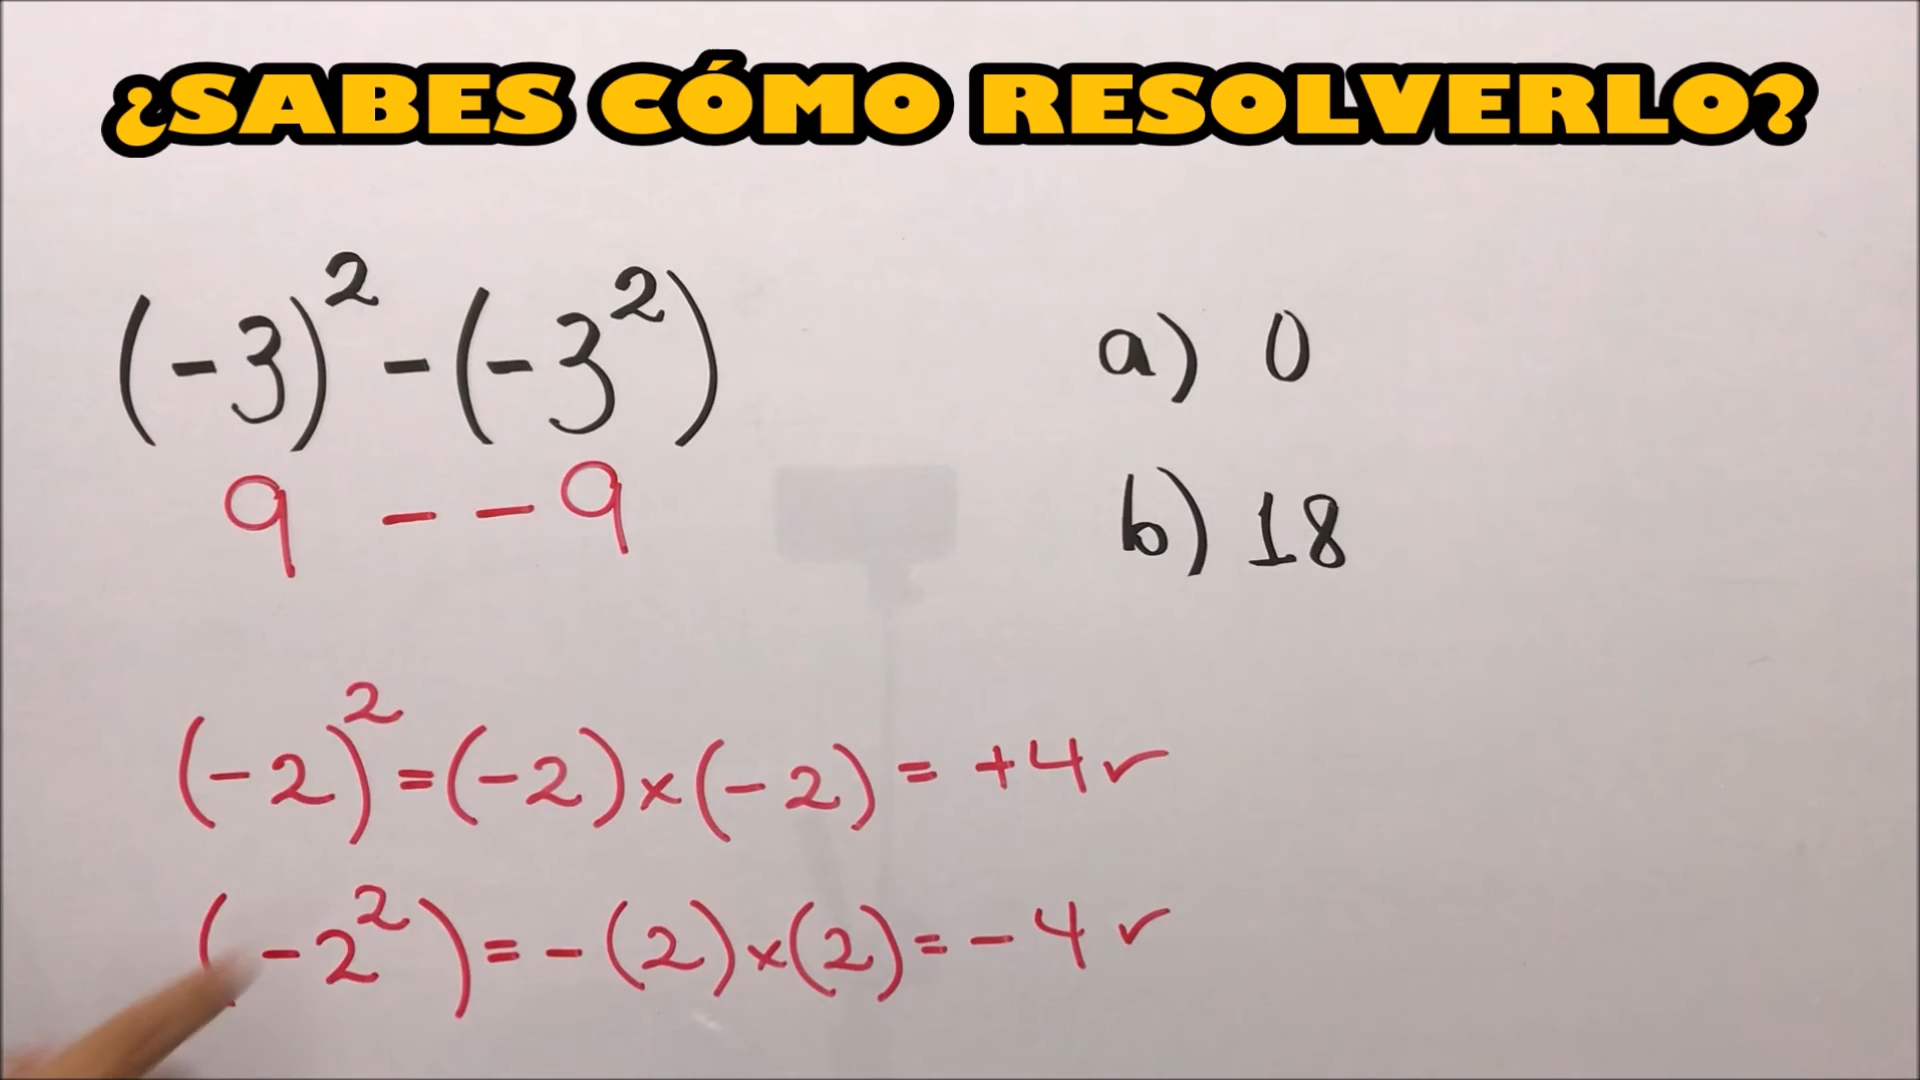 ¿SABES CÓMO RESOLVERLO?
(-3)² - (-3²)
a) 0
9 - - 9
b) 18
(-2)² = (-2) x (-2) = +4 ✓
(-2²) = - (2) x (2) = - 4 ✓